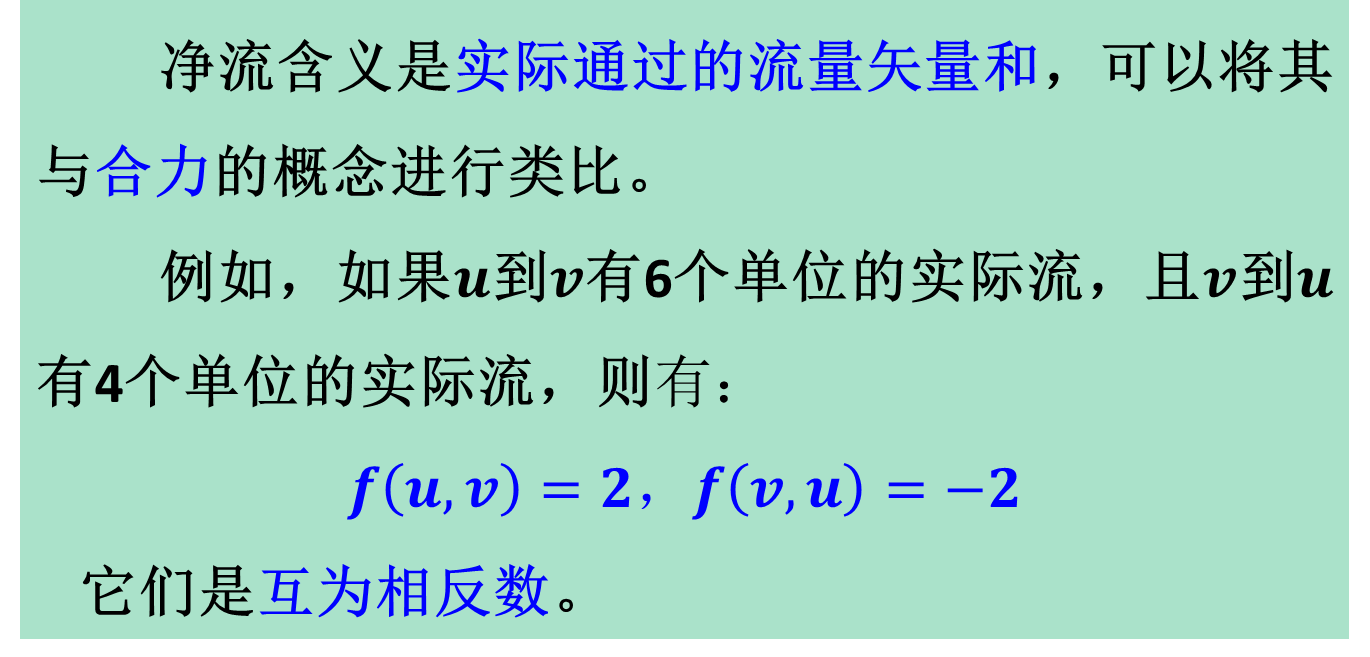 净流含义是实际通过的流量矢量和，可以将其
与合力的概念进行类比。
例如，如果u到v有6个单位的实际流，且v到u
有4个单位的实际流，则有：
f(u,v) = 2，f(v,u) = −2
它们是互为相反数。